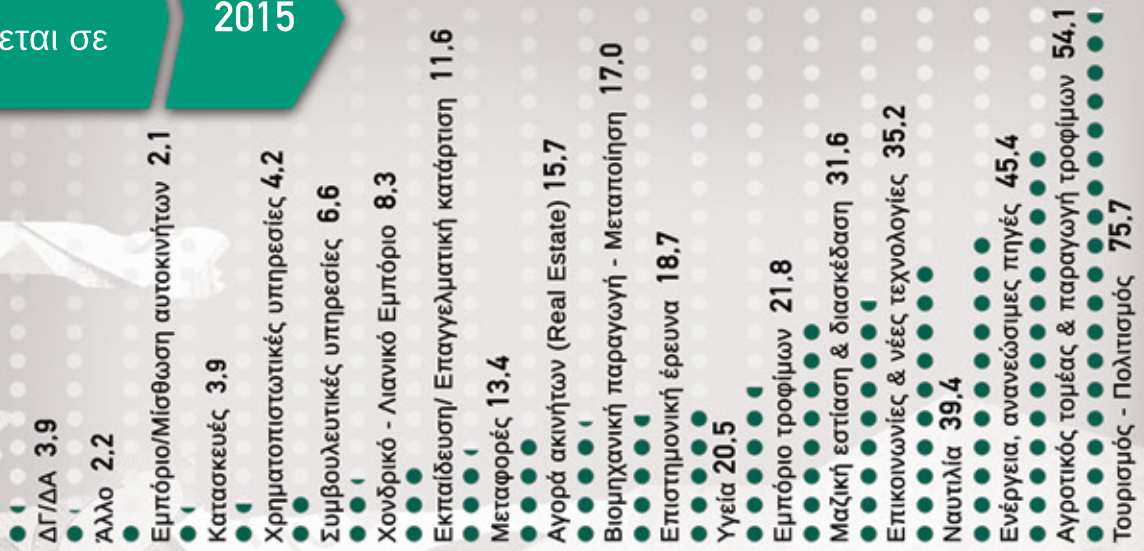 εται σε
2015
ΔΓ/ΔΑ 3,9
Άλλο 2,2
Εμπόριο/Μίσθωση αυτοκινήτων 2,1
Κατασκευές 3,9
Χρηματοπιστωτικές υπηρεσίες 4,2
Συμβουλευτικές υπηρεσίες 6,6
Χονδρικό - Λιανικό Εμπόριο 8,3
Εκπαίδευση/ Επαγγελματική κατάρτιση 11,6
Μεταφορές 13,4
Αγορά ακινήτων (Real Estate) 15,7
Βιομηχανική παραγωγή - Μεταποίηση 17,0
Επιστημονική έρευνα 18,7
Υγεία 20,5
Εμπόριο τροφίμων 21,8
Μαζική εστίαση & διασκέδαση 31,6
Επικοινωνίες & νέες τεχνολογίες 35,2
Ναυτιλία 39,4
Ενέργεια, ανανεώσιμες πηγές 45,4
Αγροτικός τομέας & παραγωγή τροφίμων 54,1
Τουρισμός - Πολιτισμός 75,7